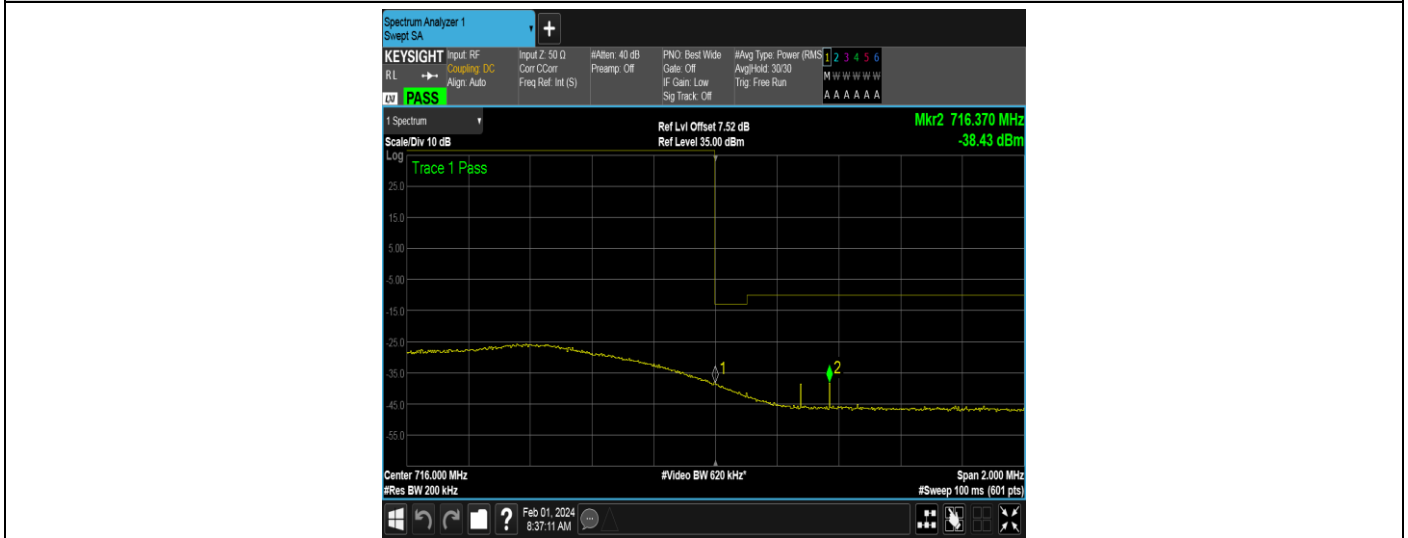 Spectrum Analyzer 1
Swept SA
+
KEYSIGHT Input: RF Input Z: 50 Ω #Atten: 40 dB PNO: Best Wide #Avg Type: Power (RMS 1 2 3 4 5 6
RL Coupling: DC Corr CCorr Preamp: Off Gate: Off Avg|Hold: 30/30 M W W W W W
Align: Auto Freq Ref: Int (S) IF Gain: Low Trig: Free Run
PASS Sig Track: Off A A A A A A
1 Spectrum Ref Lvl Offset 7.52 dB Mkr2 716.370 MHz
Scale/Div 10 dB Ref Level 35.00 dBm -38.43 dBm
Log
Trace 1 Pass
25.0
15.0
5.00
-5.00
-15.0
-25.0
-35.0
1
2
-45.0
-55.0
Center 716.000 MHz #Video BW 620 kHz* Span 2.000 MHz
#Res BW 200 kHz #Sweep 100 ms (601 pts)
? Feb 01, 2024
8:37:11 AM